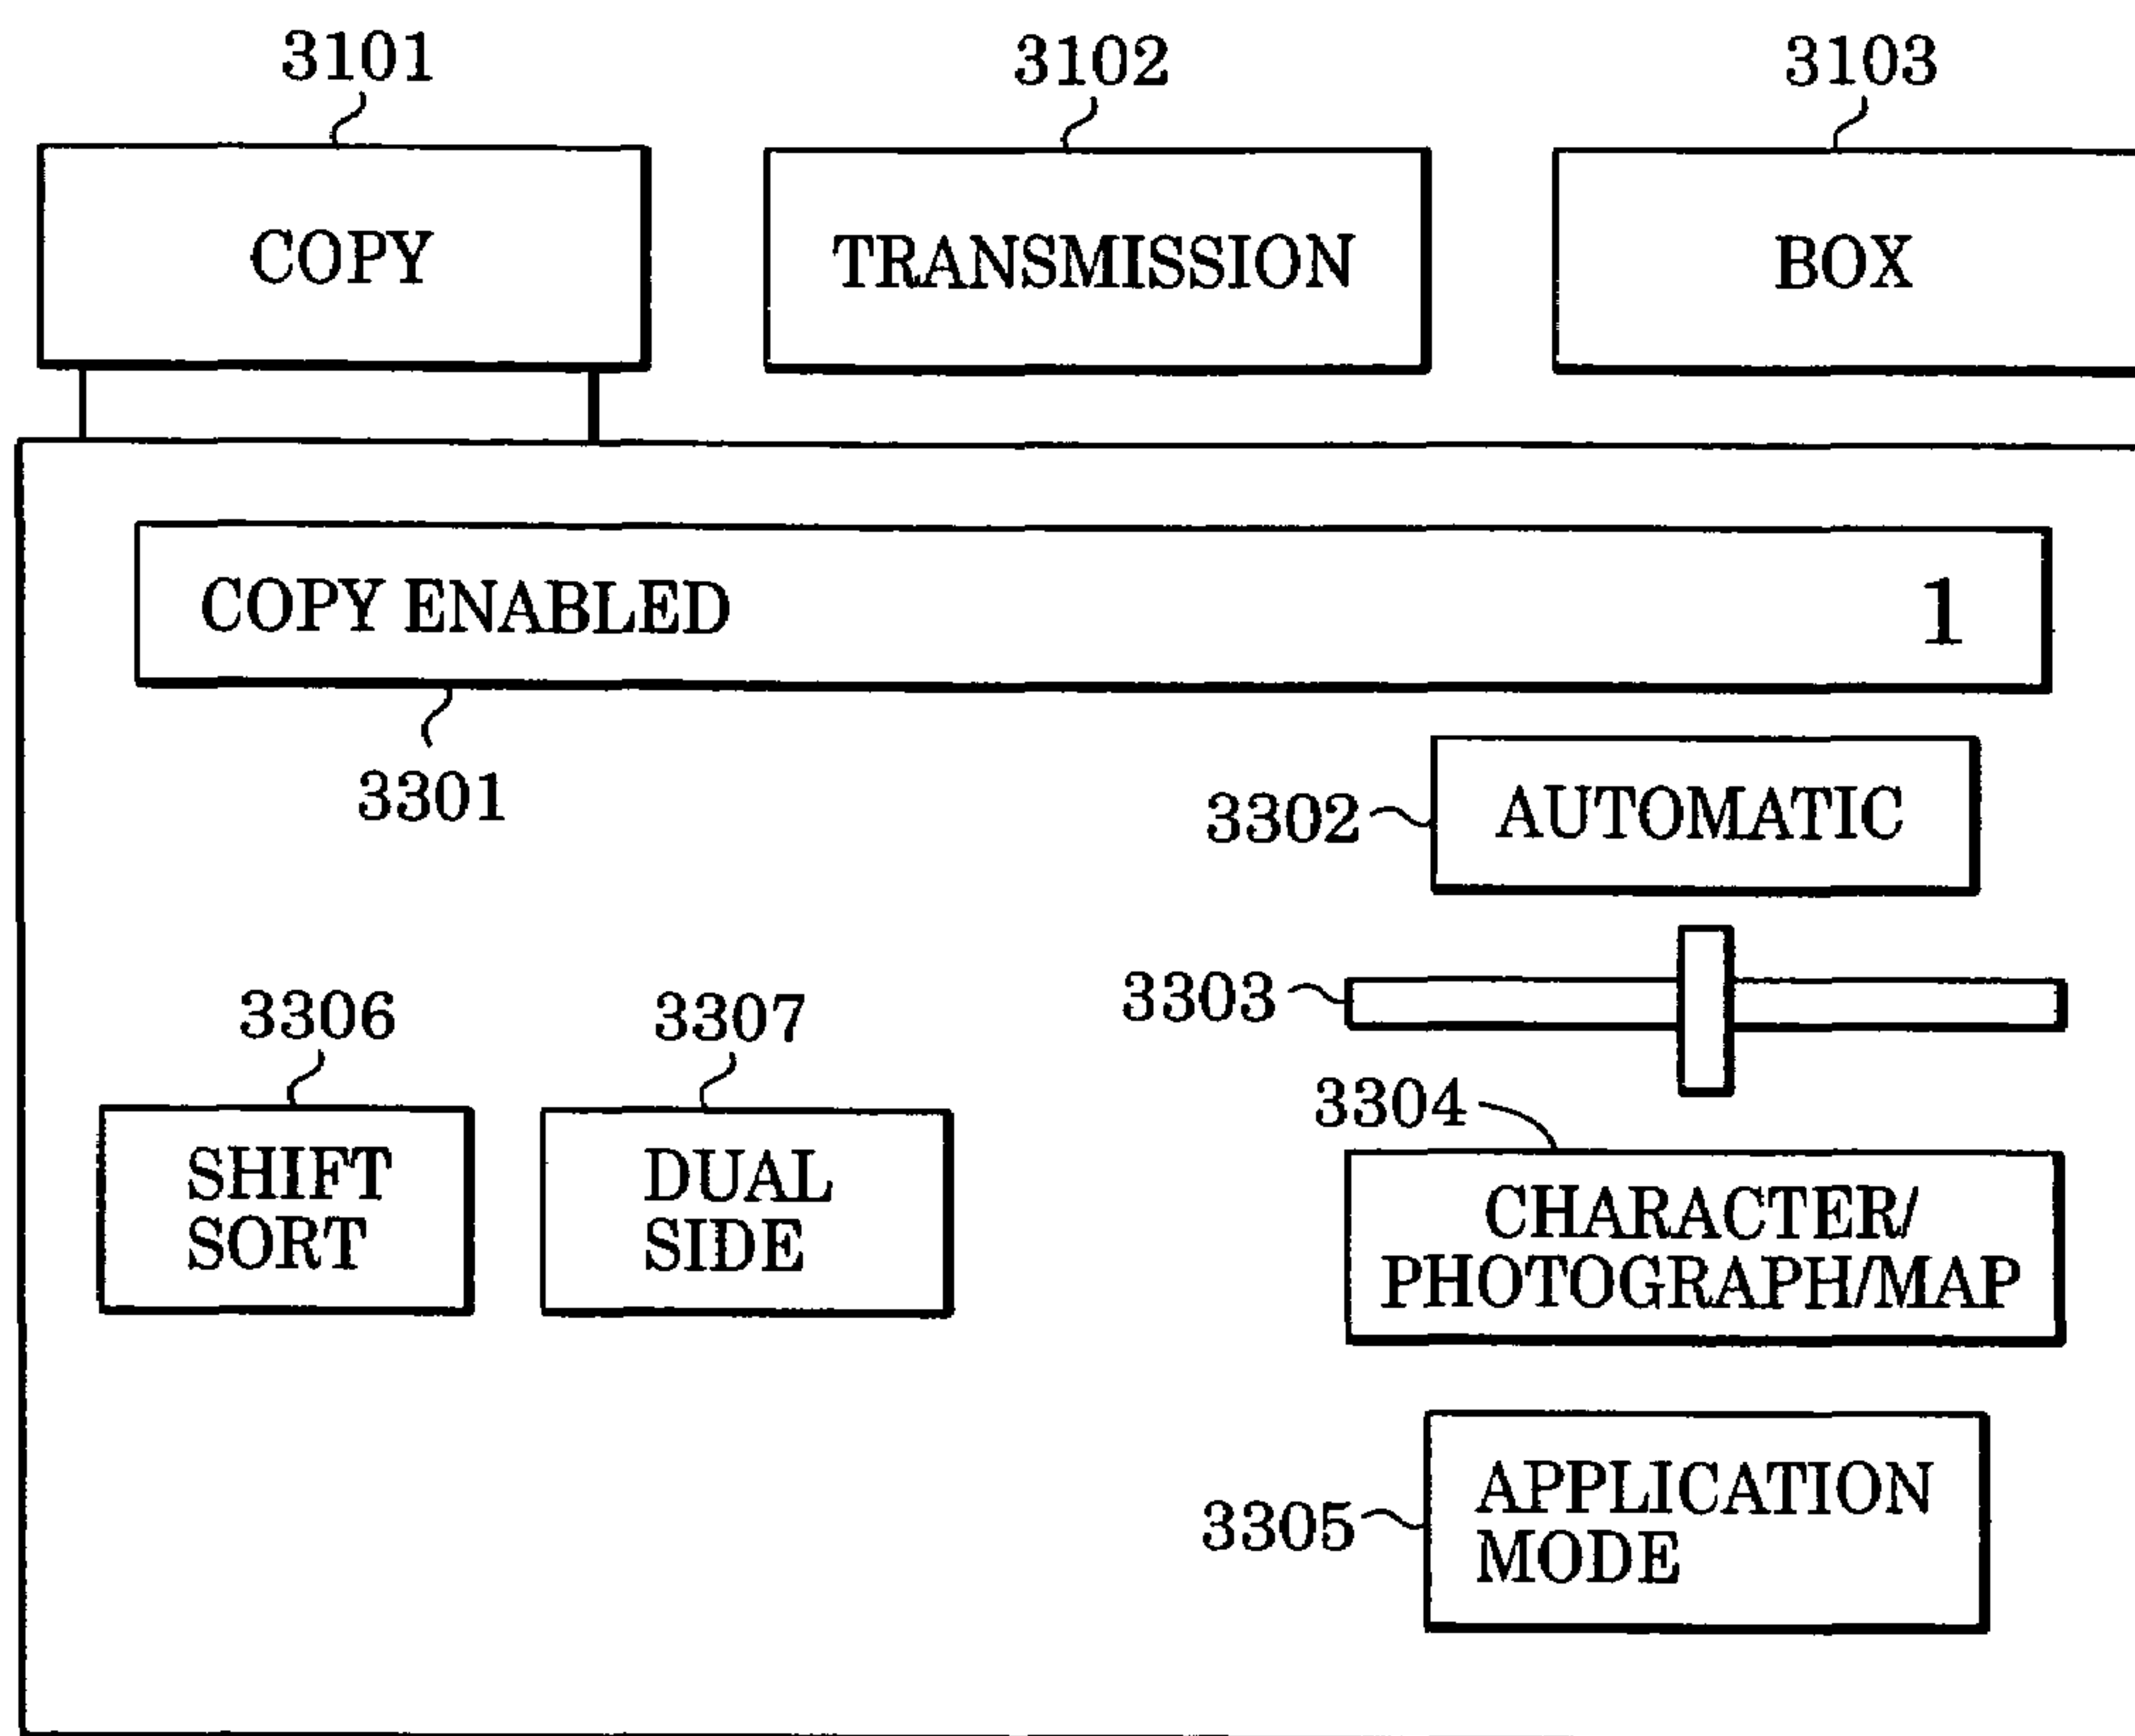 3101
3102
3103
COPY
TRANSMISSION
BOX
COPY ENABLED 1
3301
3302
AUTOMATIC
3303
3306
3307
3304
SHIFT
SORT
DUAL
SIDE
CHARACTER/
PHOTOGRAPH/MAP
3305
APPLICATION
MODE